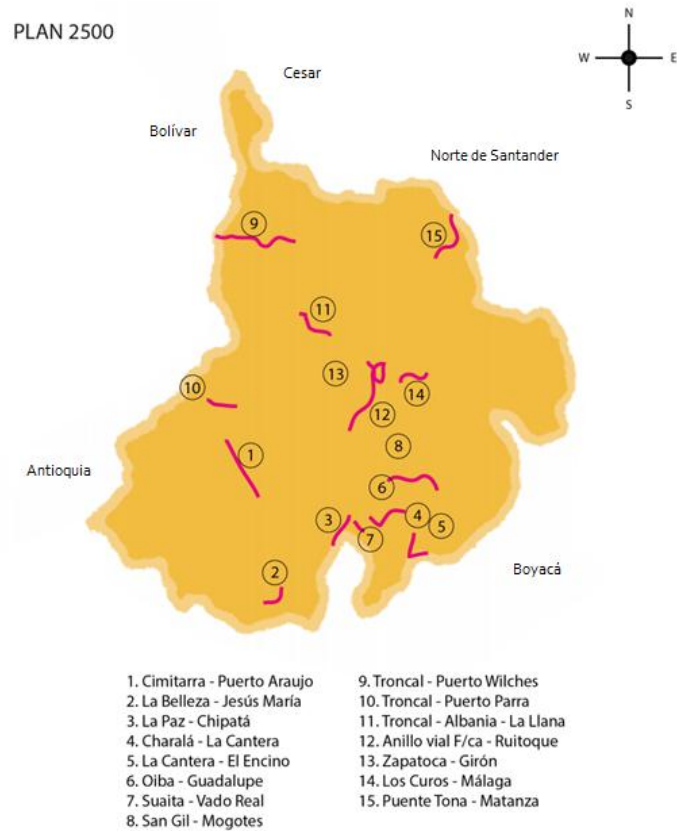 PLAN 2500
N
W E
S
Cesar
Bolívar
Norte de Santander
9
15
11
13
10
14
12
8
1
Antioquia
6
3
4
5
7
2
Boyacá
1. Cimitarra - Puerto Araujo
2. La Belleza - Jesús María
3. La Paz - Chipatá
4. Charalá - La Cantera
5. La Cantera - El Encino
6. Oiba - Guadalupe
7. Suaita - Vado Real
8. San Gil - Mogotes
9. Troncal - Puerto Wilches
10. Troncal - Puerto Parra
11. Troncal - Albania - La Llana
12. Anillo vial F/ca - Ruitoque
13. Zapatoca - Girón
14. Los Curos - Málaga
15. Puente Tona - Matanza